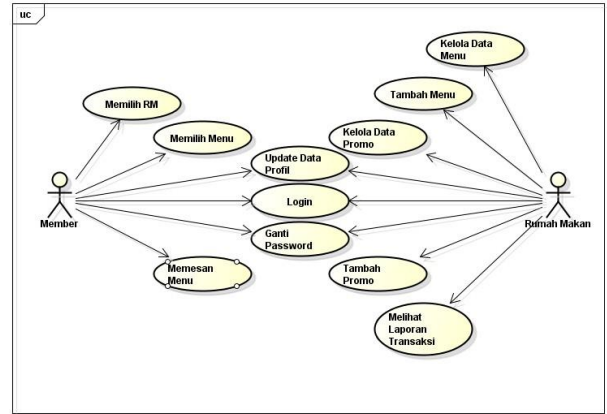 uc
Kelola Data
Menu
Memilih RM
Tambah Menu
Memilih Menu
Kelola Data
Promo
Update Data
Profil
Login
Member
Rumah Makan
Ganti
Password
Memesan
Menu
Tambah
Promo
Melihat
Laporan
Transaksi